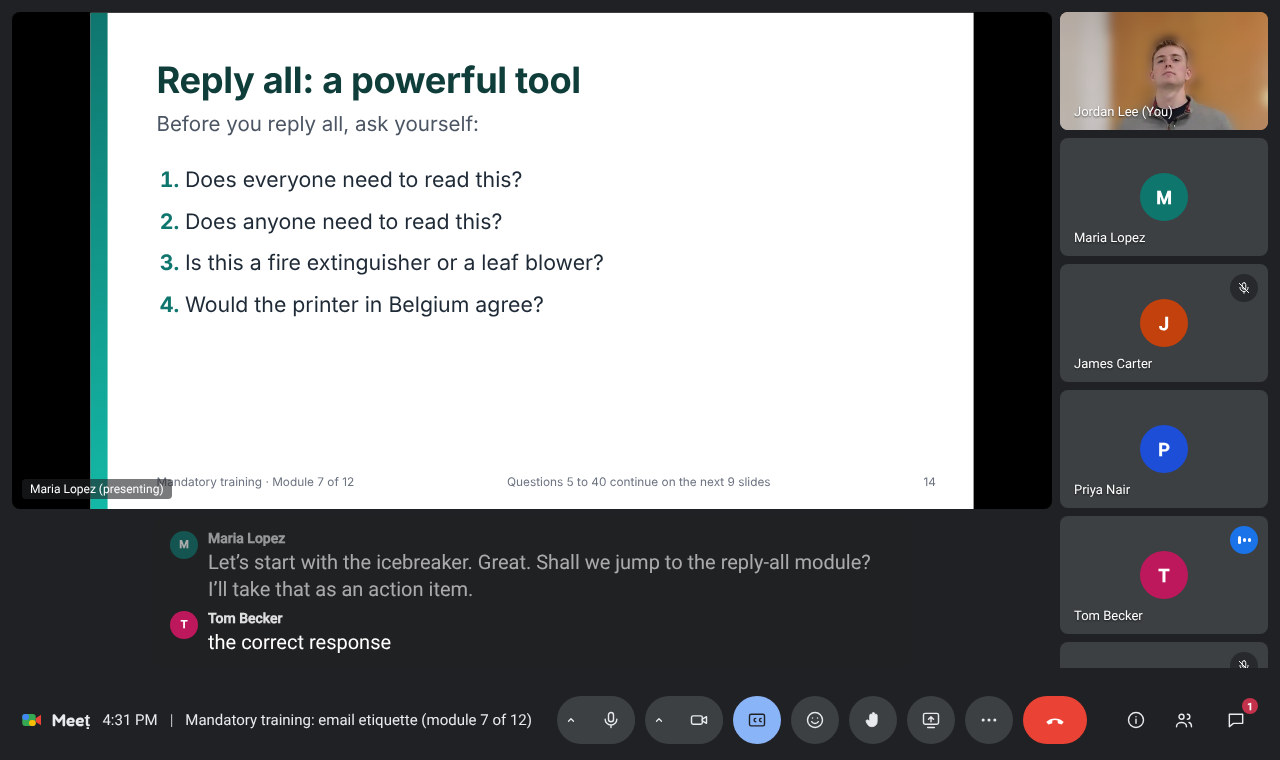 Reply all: a powerful tool
Before you reply all, ask yourself:
1. Does everyone need to read this?
2. Does anyone need to read this?
3. Is this a fire extinguisher or a leaf blower?
4. Would the printer in Belgium agree?
Mandatory training · Module 7 of 12
Questions 5 to 40 continue on the next 9 slides
14
Maria Lopez (presenting)
Jordan Lee (You)
M
Maria Lopez
J
James Carter
P
Priya Nair
T
Tom Becker
M
Maria Lopez
Let’s start with the icebreaker. Great. Shall we jump to the reply-all module?
I’ll take that as an action item.
T
Tom Becker
the correct response
Meet
4:31 PM | Mandatory training: email etiquette (module 7 of 12)
CC
1